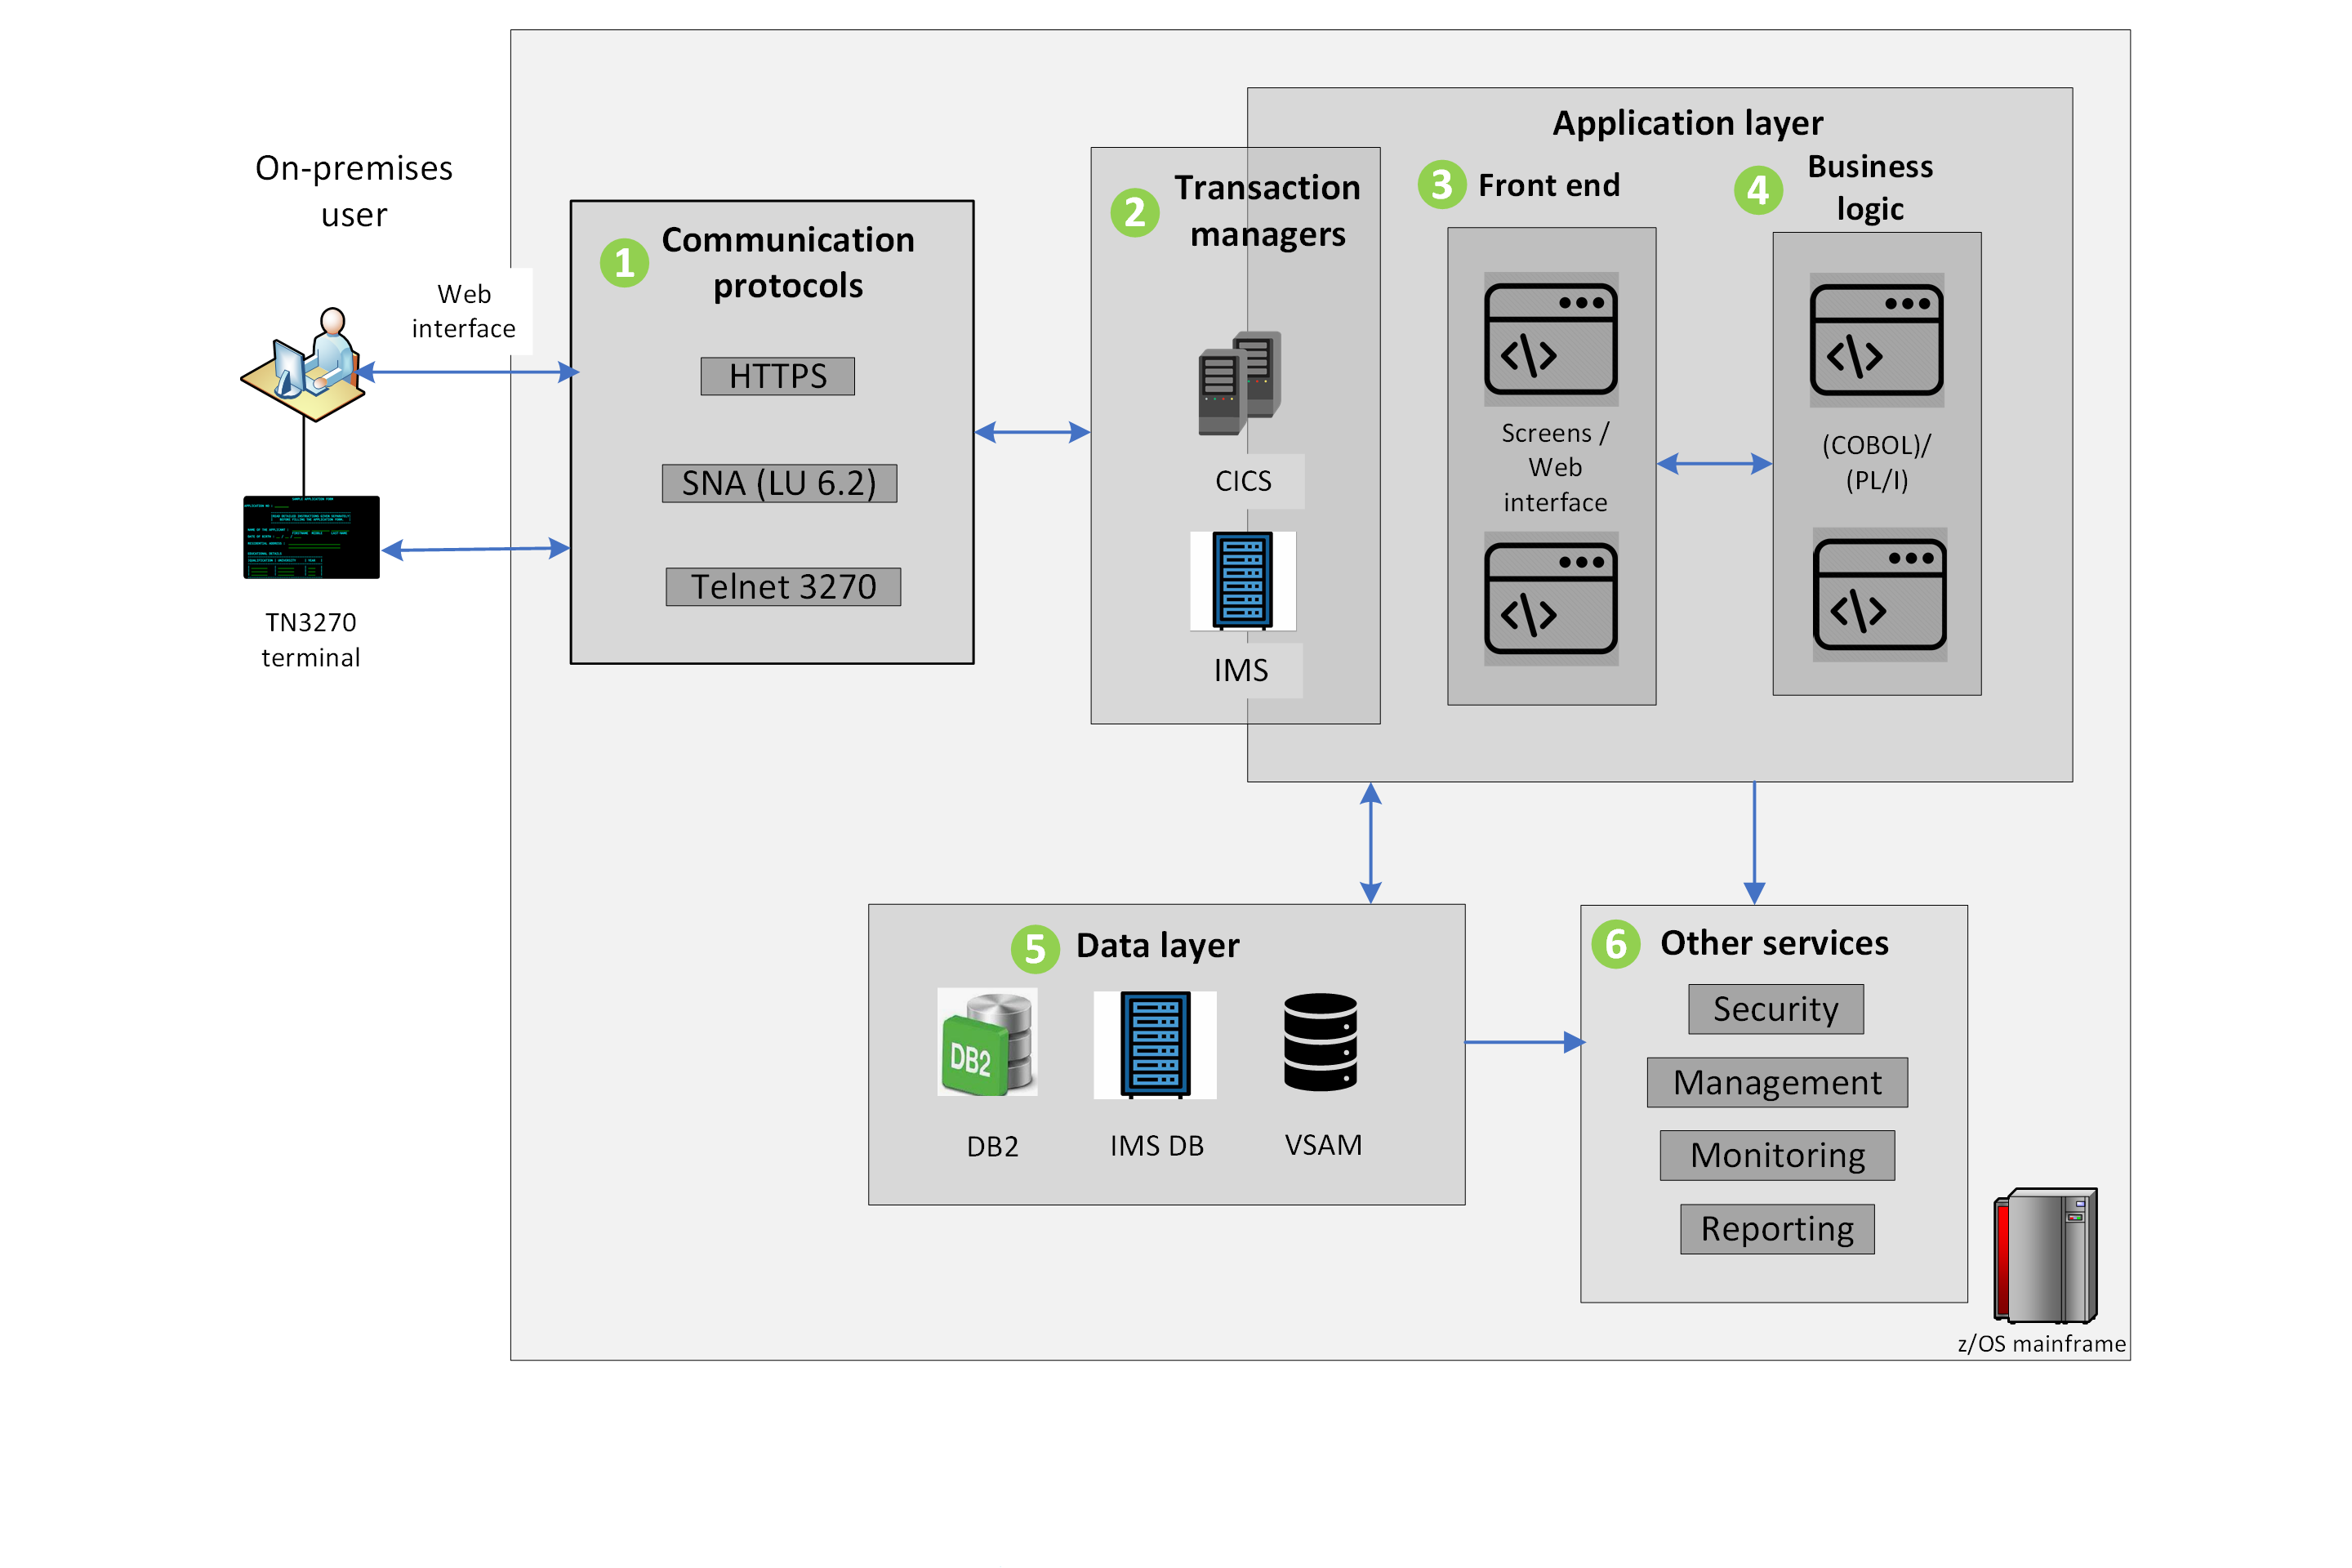 On-premises
user
Web
interface
TN3270
terminal
1
Communication
protocols
HTTPS
SNA (LU 6.2)
Telnet 3270
2
Transaction
managers
CICS
IMS
Application layer
3
Front end
Screens /
Web
interface
4
Business
logic
(COBOL)/
(PL/I)
5
Data layer
DB2
DB2
IMS DB
VSAM
6
Other services
Security
Management
Monitoring
Reporting
z/OS mainframe